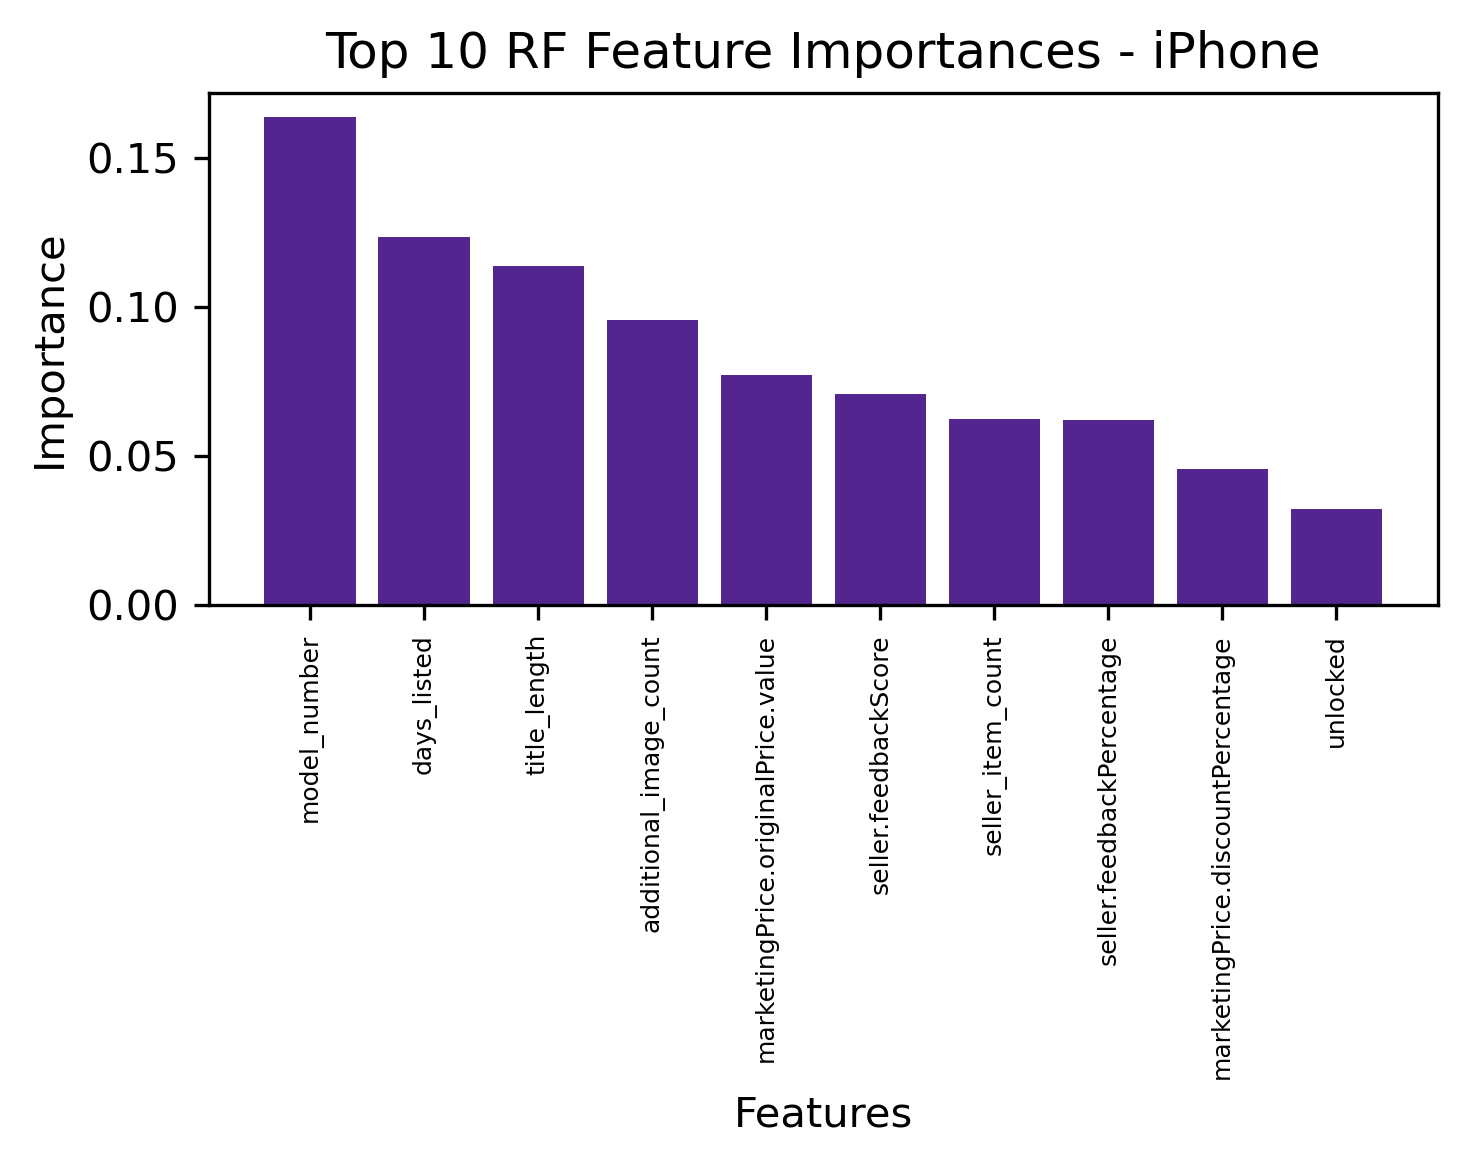 Top 10 RF Feature Importances - iPhone
Importance
0.15
0.10
0.05
0.00
model_number
days_listed
title_length
additional_image_count
marketingPrice.originalPrice.value
seller.feedbackScore
seller_item_count
seller.feedbackPercentage
marketingPrice.discountPercentage
unlocked
Features